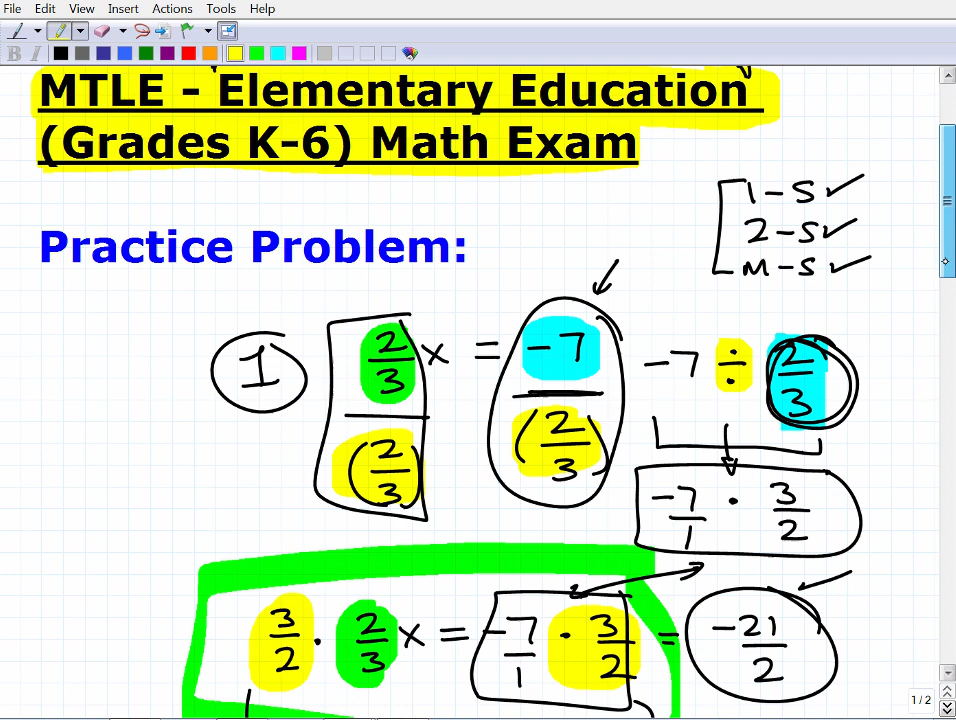 File Edit View Insert Actions Tools Help
B I
MTLE - Elementary Education
(Grades K-6) Math Exam
1-S ✓
2-S ✓
M-S ✓
Practice Problem:
1
2/3 x / (2/3) = -7 / (2/3)
-7 ÷ 2/3
-7/1 · 3/2
3/2 · 2/3 x = -7/1 · 3/2 = -21/2
1 / 2